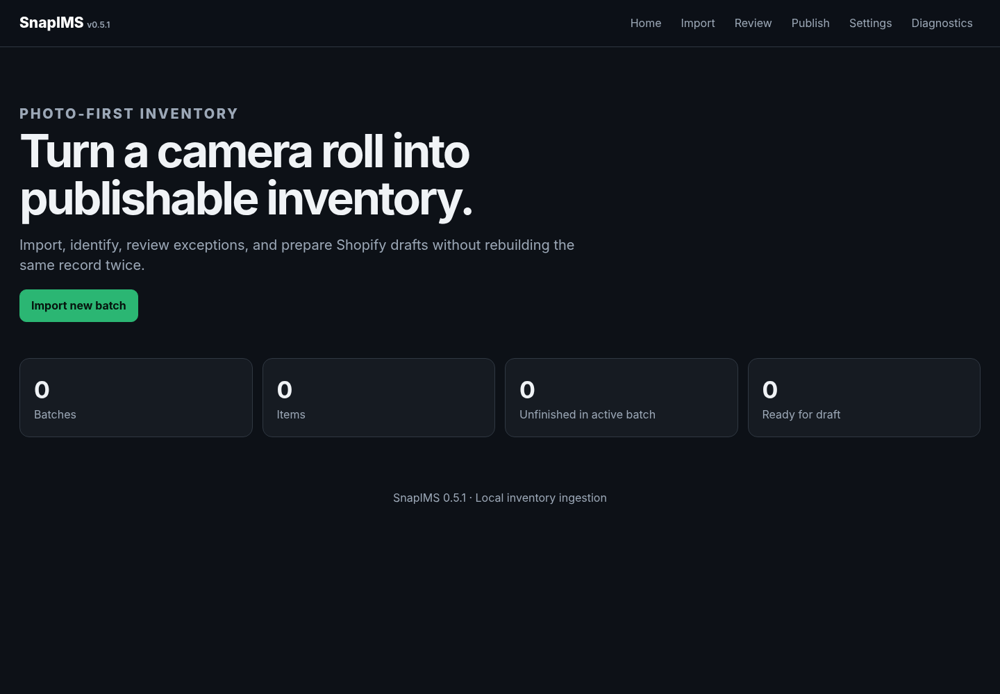 SnapIMS v0.5.1
Home Import Review Publish Settings Diagnostics
PHOTO-FIRST INVENTORY
Turn a camera roll into
publishable inventory.
Import, identify, review exceptions, and prepare Shopify drafts without rebuilding the
same record twice.
Import new batch
0
Batches
0
Items
0
Unfinished in active batch
0
Ready for draft
SnapIMS 0.5.1 · Local inventory ingestion